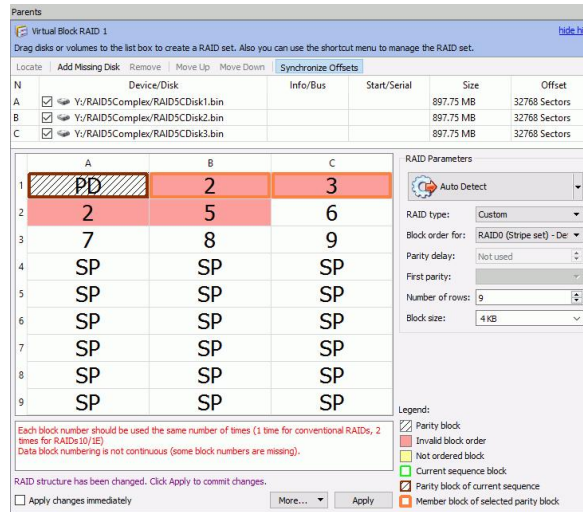 Parents
Virtual Block RAID 1 hide h
Drag disks or volumes to the list box to create a RAID set. Also you can use the shortcut menu to manage the RAID set.
Locate Add Missing Disk Remove Move Up Move Down Synchronize Offsets
N Device/Disk Info/Bus Start/Serial Size Offset
A Y:/RAID5Complex/RAID5CDisk1.bin 897.75 MB 32768 Sectors
B Y:/RAID5Complex/RAID5CDisk2.bin 897.75 MB 32768 Sectors
C Y:/RAID5Complex/RAID5CDisk3.bin 897.75 MB 32768 Sectors
A B C
1 PD 2 3
2 2 5 6
3 7 8 9
4 SP SP SP
5 SP SP SP
6 SP SP SP
7 SP SP SP
8 SP SP SP
9 SP SP SP
Each block number should be used the same number of times (1 time for conventional RAIDs, 2
times for RAIDs10/1E)
Data block numbering is not continuous (some block numbers are missing).
RAID structure has been changed. Click Apply to commit changes.
Apply changes immediately More... Apply
RAID Parameters
Auto Detect
RAID type: Custom
Block order for: RAID0 (Stripe set) - De
Parity delay: Not used
First parity:
Number of rows: 9
Block size: 4 KB
Legend:
Parity block
Invalid block order
Not ordered block
Current sequence block
Parity block of current sequence
Member block of selected parity block